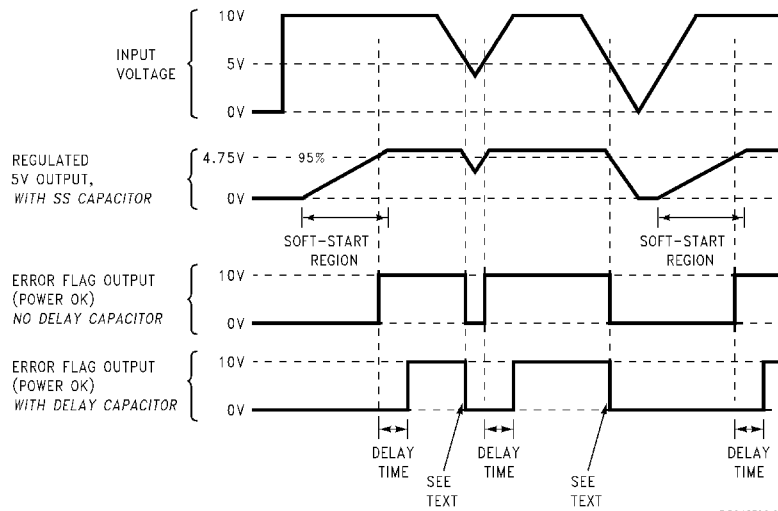 10V
INPUT
VOLTAGE
5V
0V
REGULATED
5V OUTPUT,
WITH SS CAPACITOR
4.75V
95%
0V
SOFT-START
REGION
SOFT-START
REGION
ERROR FLAG OUTPUT
(POWER OK)
NO DELAY CAPACITOR
10V
0V
ERROR FLAG OUTPUT
(POWER OK)
WITH DELAY CAPACITOR
10V
0V
DELAY
TIME
SEE
TEXT
DELAY
TIME
SEE
TEXT
DELAY
TIME